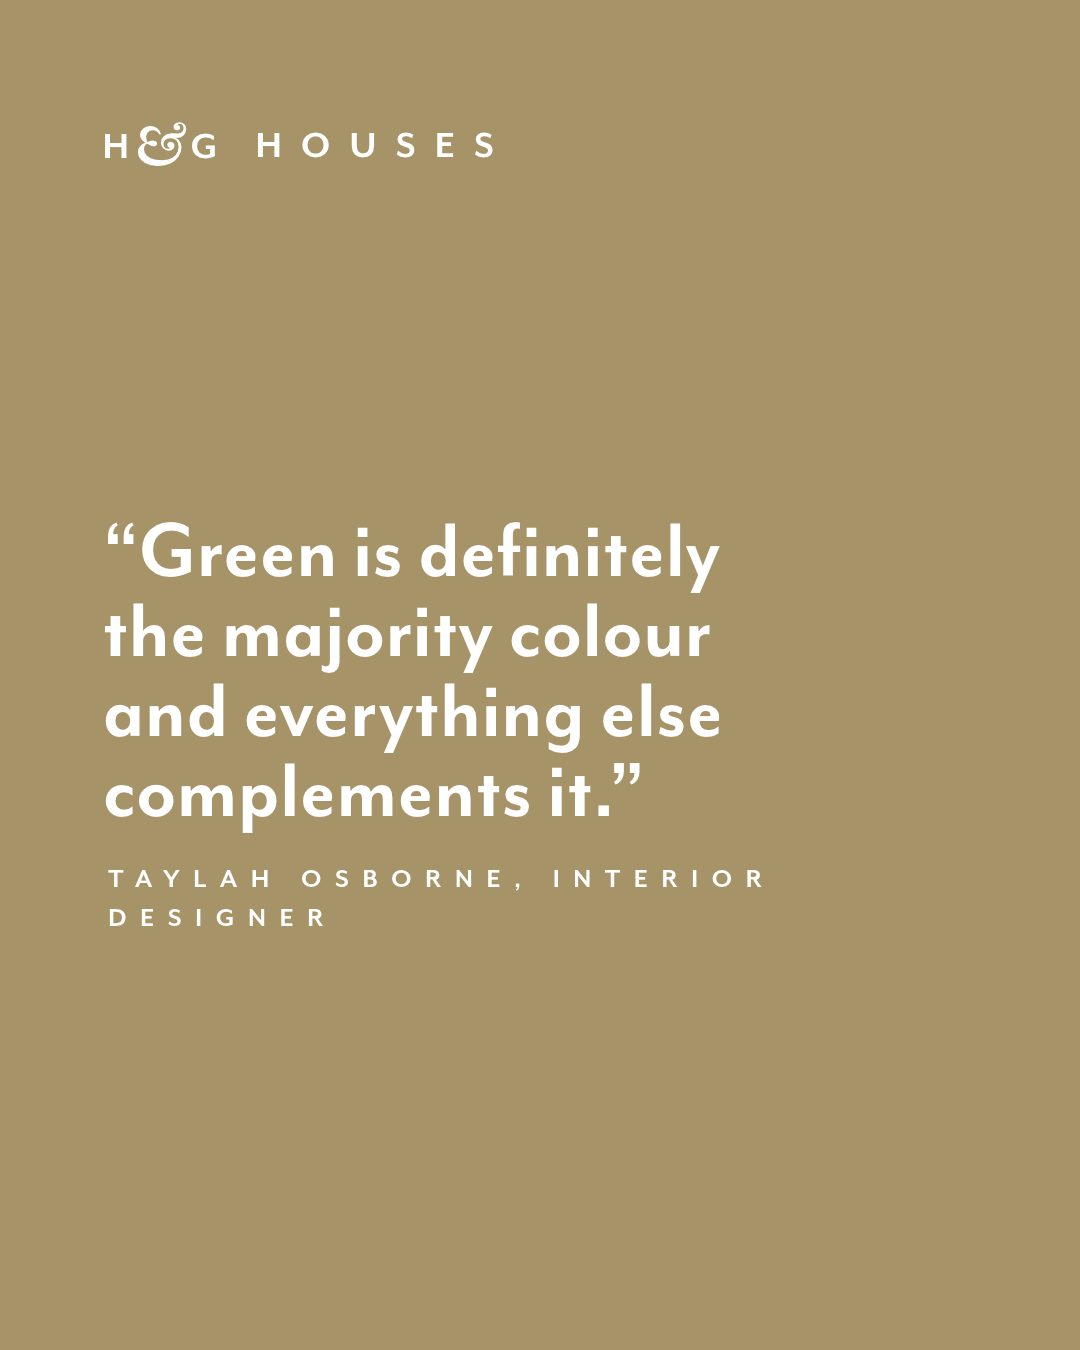 H&G HOUSES
“Green is definitely
the majority colour
and everything else
complements it.”
TAYLAH OSBORNE, INTERIOR
DESIGNER